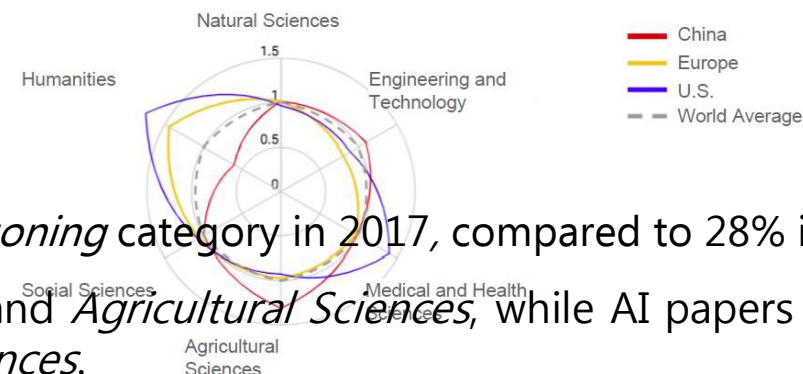 Natural Sciences
1.5
Humanities
Engineering and
Technology
1
0.5
0
China
Europe
U.S.
World Average
oning category in 2017, compared to 28% i
Social Sciences
Medical and Health
Sciences
and Agricultural Sciences, while AI papers
Agricultural
Sciences
nces.